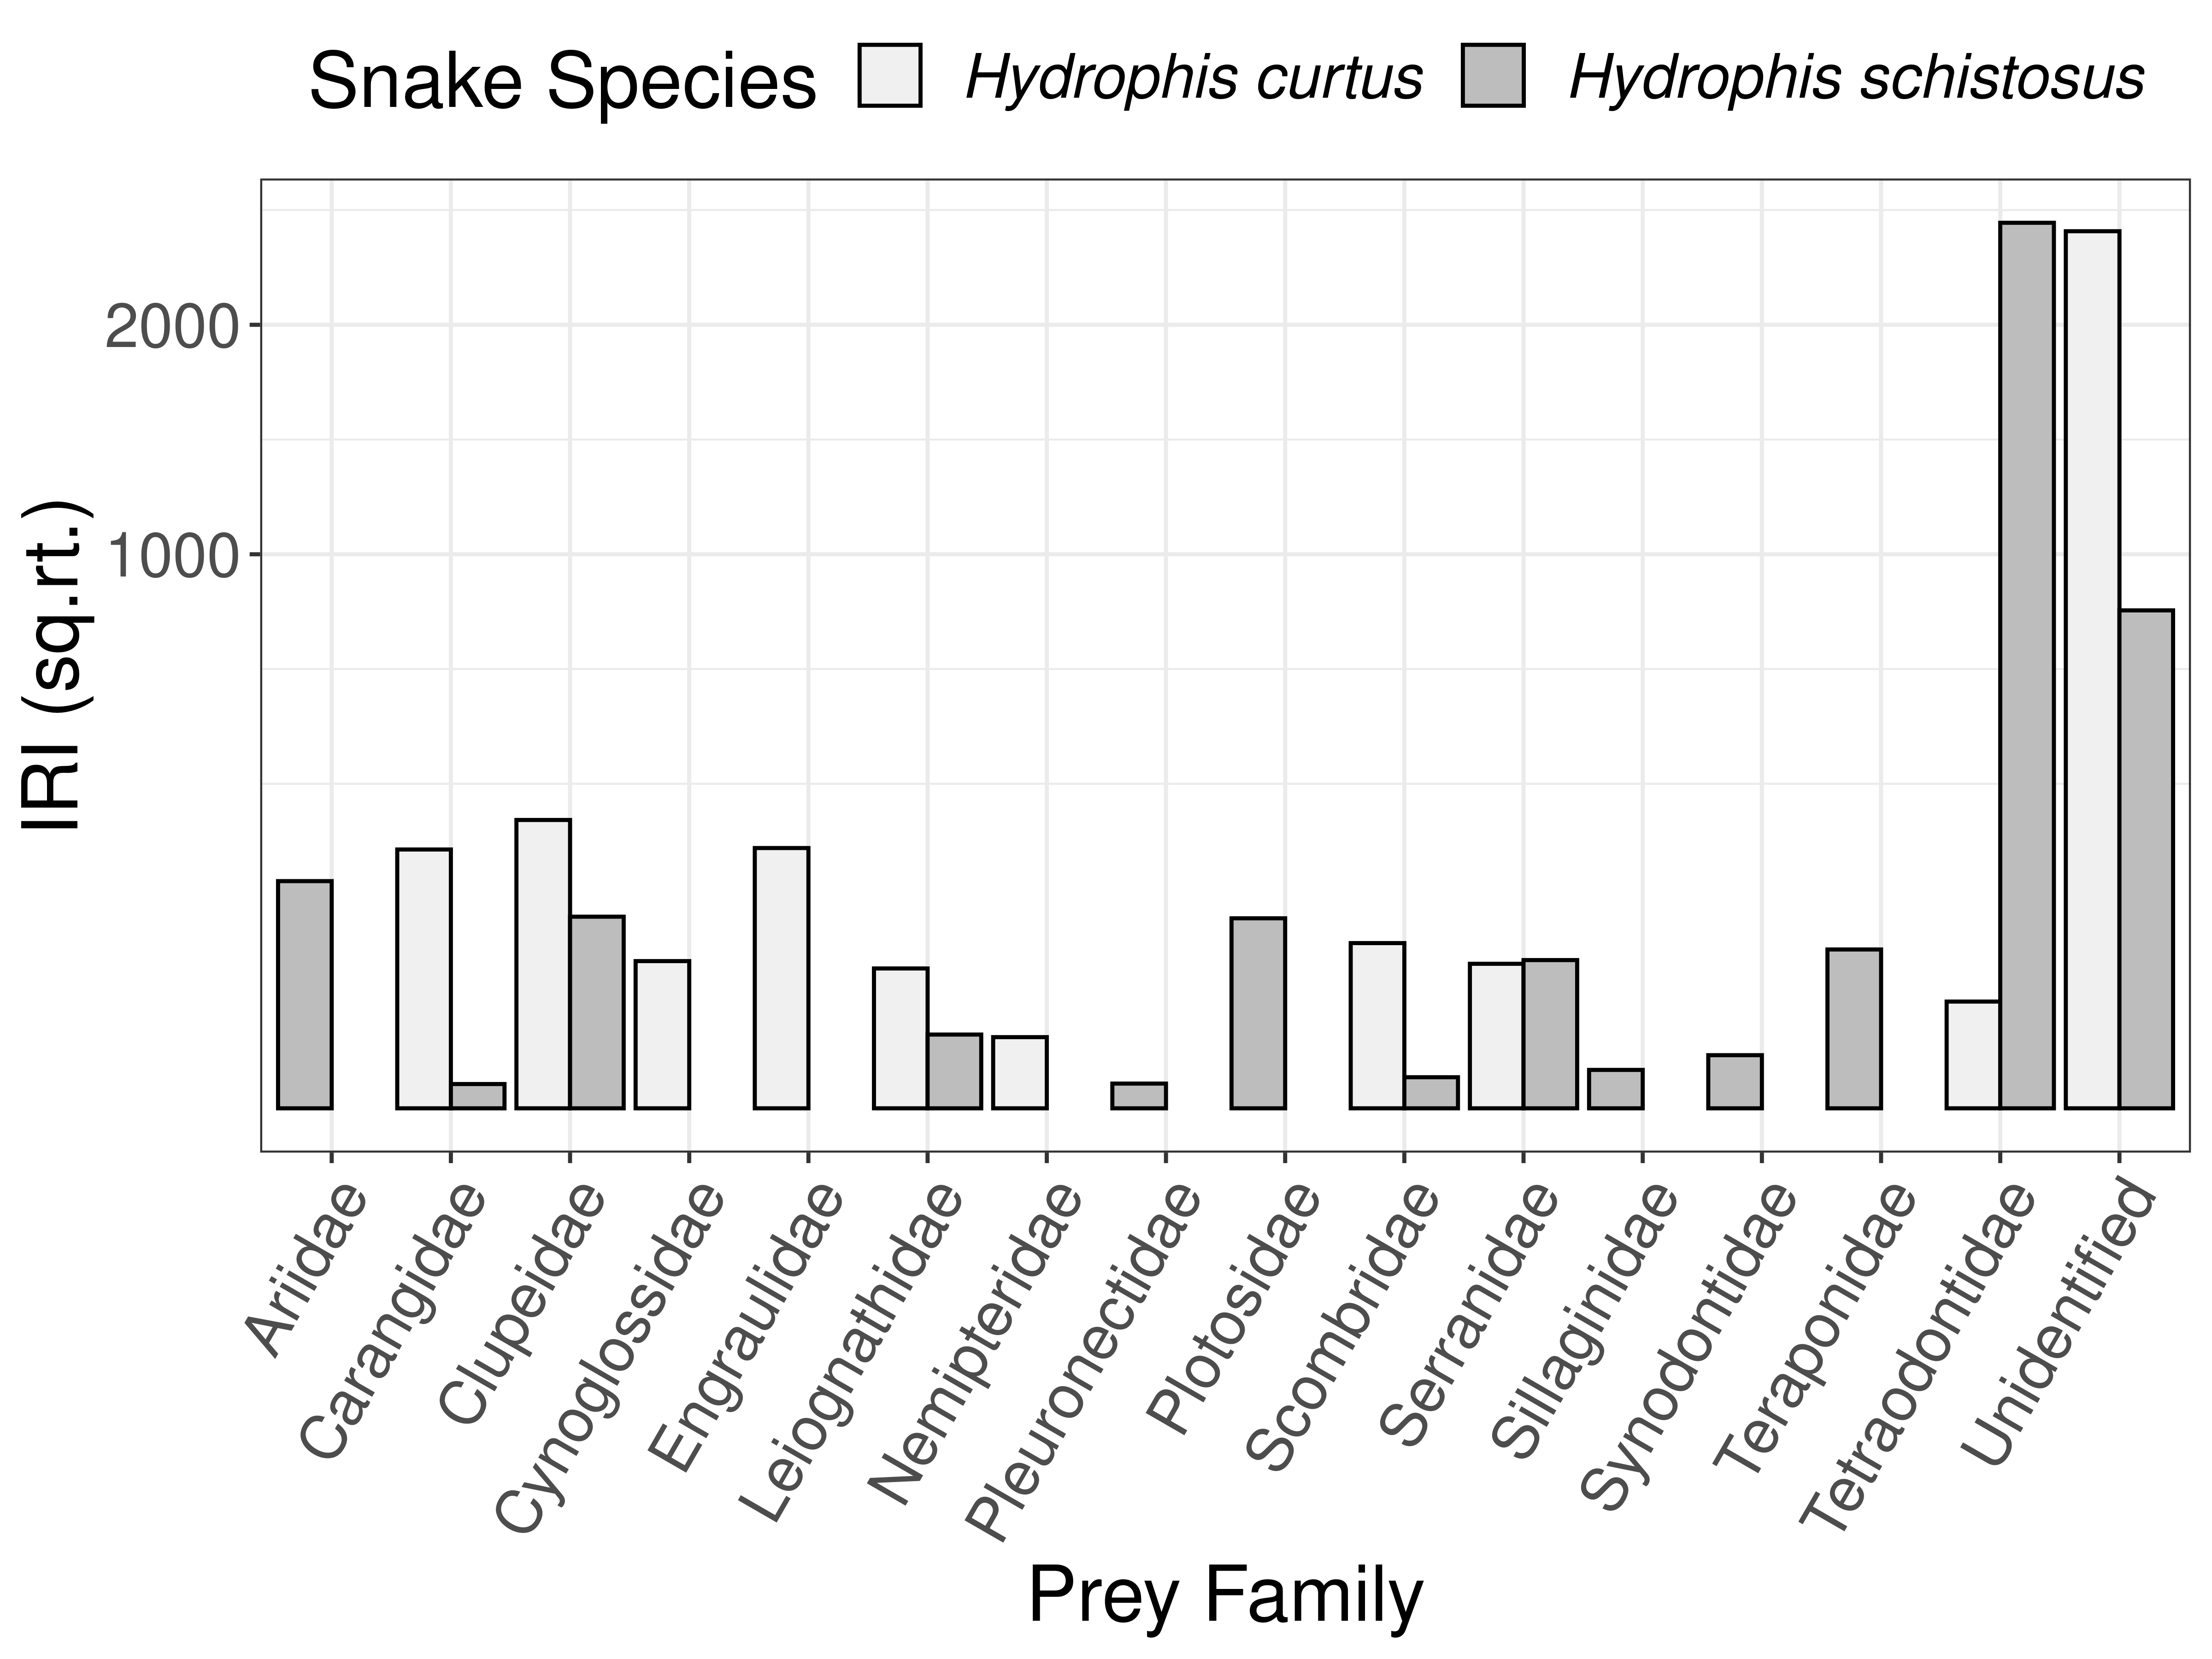 Snake Species Hydrophis curtus Hydrophis schistosus
IRI (sq.rt.)
2000
1000
Ariidae
Carangidae
Clupeidae
Cynoglossidae
Engraulidae
Leiognathidae
Nemipteridae
Pleuronectidae
Plotosidae
Scombridae
Serranidae
Sillaginidae
Synodontidae
Teraponidae
Tetraodontidae
Unidentified
Prey Family